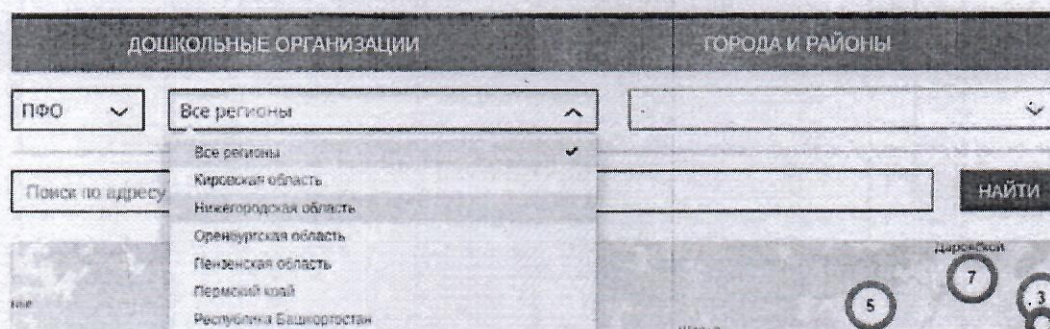 ДОШКОЛЬНЫЕ ОРГАНИЗАЦИИ ГОРОДА И РАЙОНЫ
ПФО Все регионы -
Все регионы
Кировская область
Поиск по адресу НАЙТИ
Нижегородская область
Оренбургская область
Пензенская область
Пермский край
Республика Башкортостан
Даровской
7
5
3